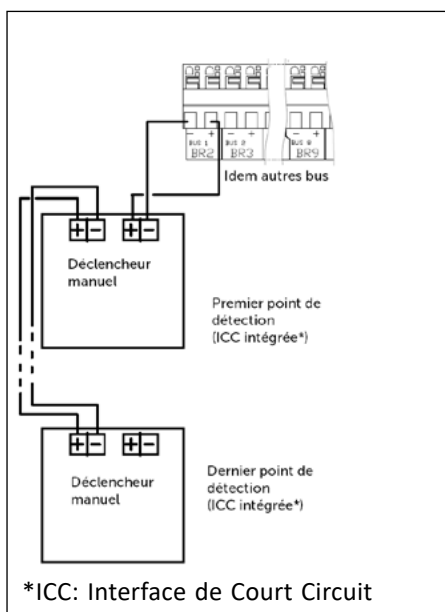 - + - + - +
BUS 1 BUS 2 BUS 8
BR2 BR3 BR9
Idem autres bus
+ - + -
Déclencheur
manuel
Premier point de
détection
(ICC intégrée*)
+ - + -
Déclencheur
manuel
Dernier point de
détection
(ICC intégrée*)
*ICC: Interface de Court Circuit